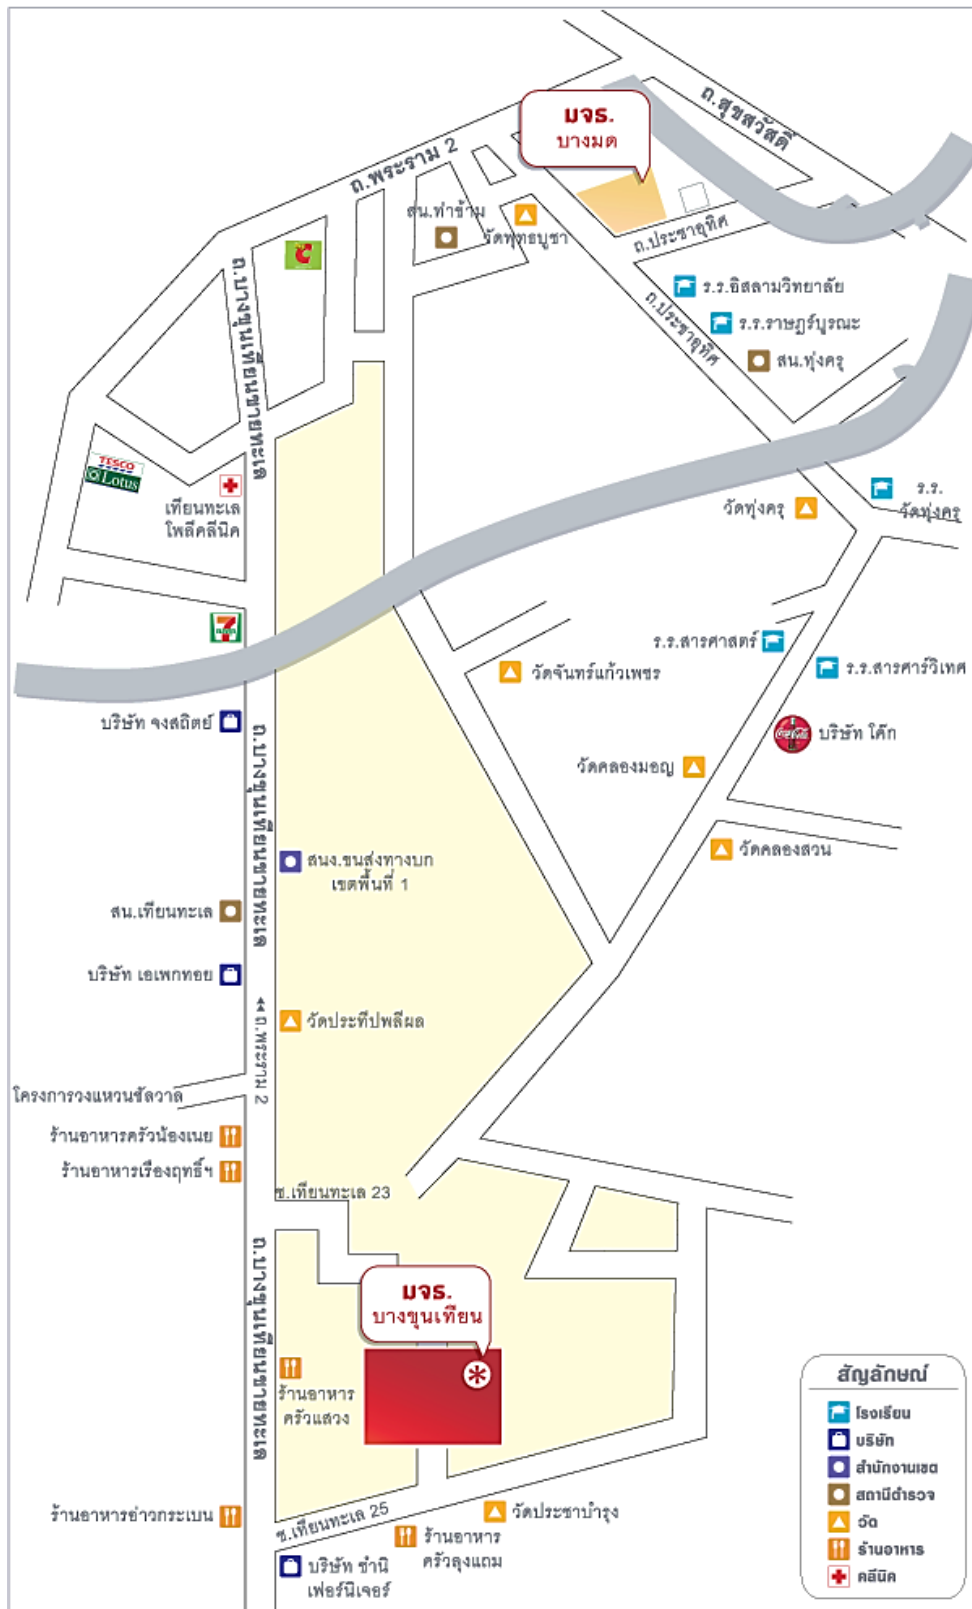 ถ.สุขสวัสดิ์
มจธ.
บางมด
ถ.พระราม 2
สน.ท่าข้าม
วัดพุทธบูชา
ถ.ประชาอุทิศ
ถ.บางขุนเทียนชายทะเล
ร.ร.อิสลามวิทยาลัย
ถ.ประชาอุทิศ
ร.ร.ราษฎร์บูรณะ
สน.ทุ่งครุ
TESCO
Lotus
เทียนทะเล
โพลีคลีนิค
ร.ร.
วัดทุ่งครุ
วัดทุ่งครุ
7
ร.ร.สารศาสตร์
ร.ร.สารศาร์วิเทศ
วัดจันทร์แก้วเพชร
บริษัท จงสถิตย์
ถ.บางขุนเทียนชายทะเล
Coca-Cola
บริษัท โค๊ก
วัดคลองมอญ
วัดคลองสวน
สนง.ขนส่งทางบก
เขตพื้นที่ 1
สน.เทียนทะเล
บริษัท เอเพกทอย
ถ.พระราม 2
วัดประทีปพลีผล
โครงการวงแหวนชัลวาล
ร้านอาหารครัวน้องเนย
ร้านอาหารเรืองฤทธิ์ฯ
ซ.เทียนทะเล 23
ถ.บางขุนเทียนชายทะเล
มจธ.
บางขุนเทียน
ร้านอาหาร
ครัวแสวง
ร้านอาหารอ่าวกระเบน
ซ.เทียนทะเล 25
วัดประชาบำรุง
ร้านอาหาร
ครัวลุงแถม
บริษัท ชำนิ
เฟอร์นิเจอร์
สัญลักษณ์
โรงเรียน
บริษัท
สำนักงานเขต
สถานีตำรวจ
วัด
ร้านอาหาร
คลีนิค